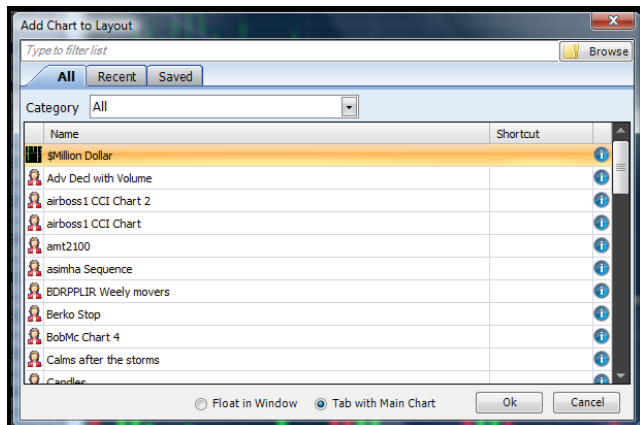 Add Chart to Layout
Type to filter list
Browse
All Recent Saved
Category All
Name Shortcut
$Million Dollar
Adv Decl with Volume
airboss1 CCI Chart 2
airboss1 CCI Chart
amt2100
asimha Sequence
BDRPPLIR Weely movers
Berko Stop
BobMc Chart 4
Calms after the storms
Candles
Float in Window Tab with Main Chart Ok Cancel